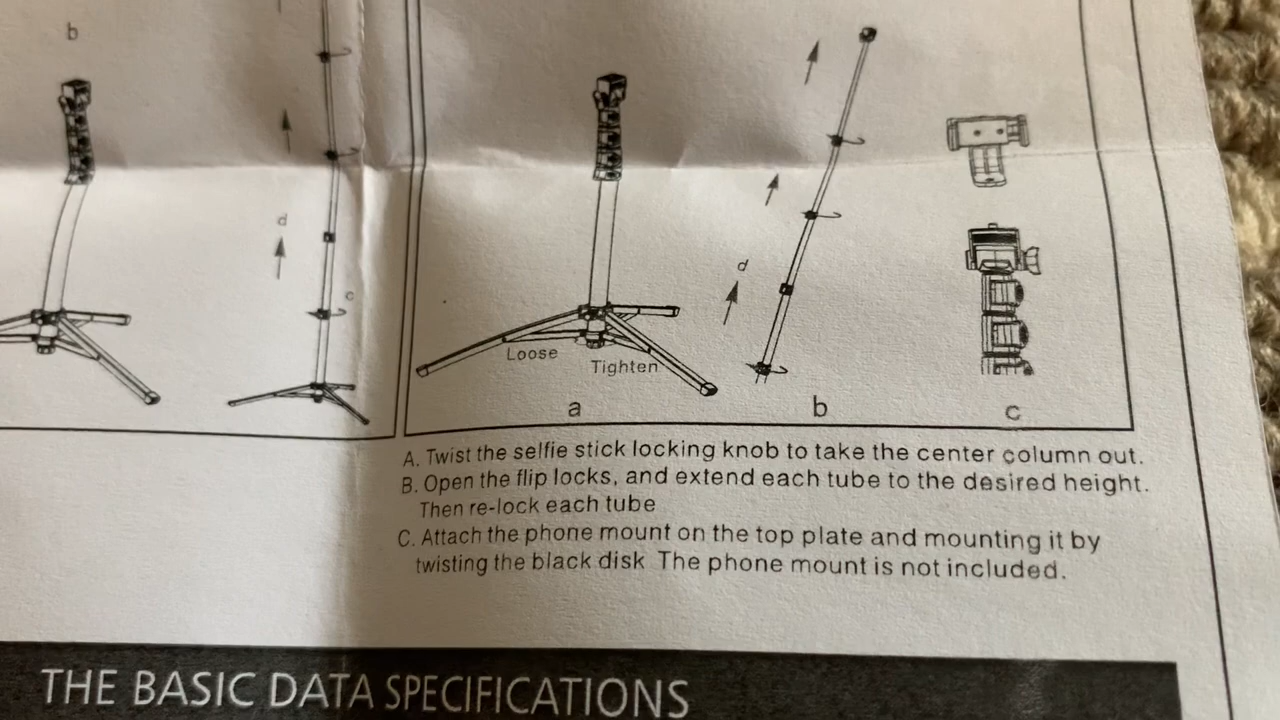 b
d
c
d
Loose
Tighten
a
b
c
A. Twist the selfie stick locking knob to take the center column out.
B. Open the flip locks, and extend each tube to the desired height.
Then re-lock each tube
C. Attach the phone mount on the top plate and mounting it by
twisting the black disk The phone mount is not included.
THE BASIC DATA SPECIFICATIONS